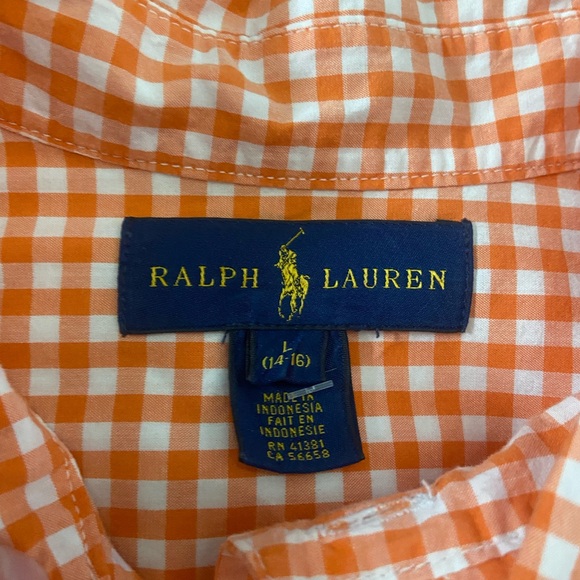 RALPH LAUREN
L
(14-16)
MADE IN
INDONESIA
FAIT EN
INDONESIE
RN 41381
CA 56658